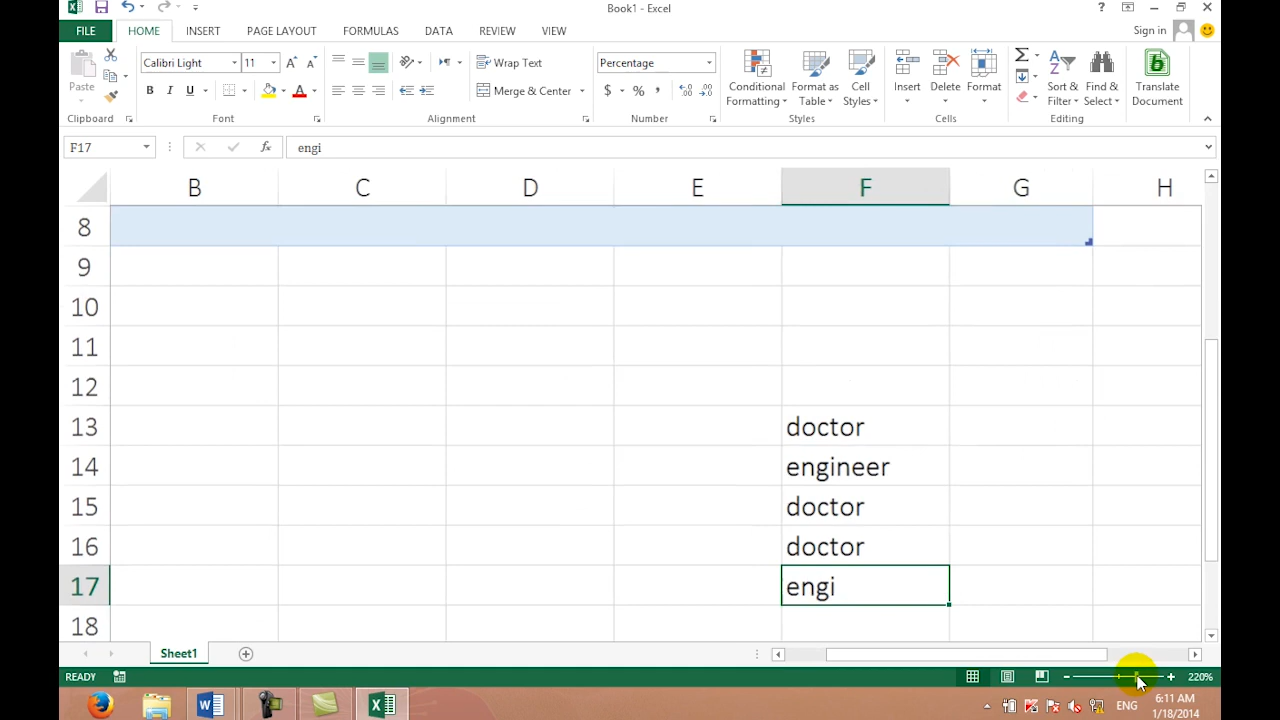 Book1 - Excel
?
FILE HOME INSERT PAGE LAYOUT FORMULAS DATA REVIEW VIEW Sign in
Paste
Calibri Light 11
B I U
Wrap Text
Merge & Center
Percentage
$ % ,
Conditional Formatting
Format as Table
Cell Styles
Insert
Delete
Format
Sort & Filter
Find & Select
Translate Document
Clipboard Font Alignment Number Styles Cells Editing
F17 fx engi
B C D E F G H
8
9
10
11
12
13 doctor
14 engineer
15 doctor
16 doctor
17 engi
18
Sheet1
READY 220%
ENG 6:11 AM
1/18/2014